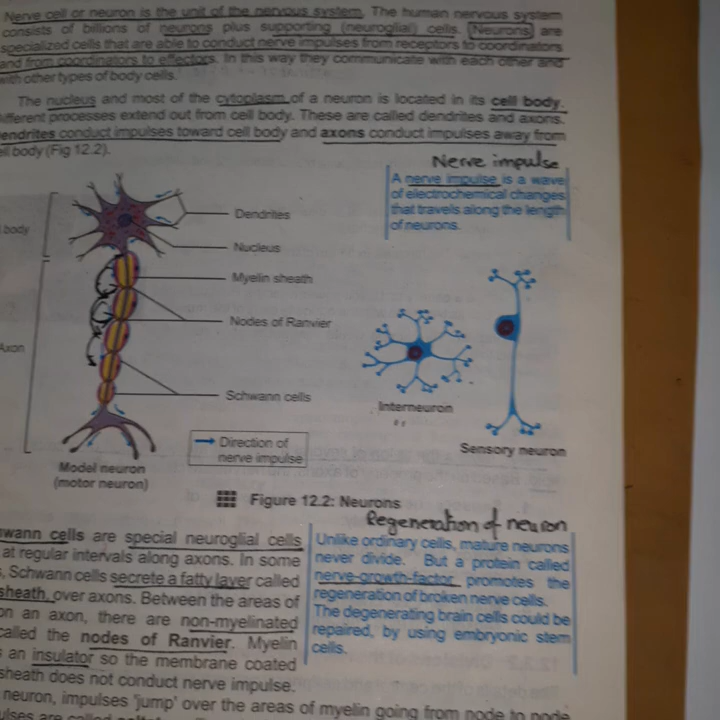 Nerve cell or neuron is the unit of the nervous system. The human nervous system
consists of billions of neurons plus supporting (neuroglial) cells. Neurons are
specialized cells that are able to conduct nerve impulses from receptors to coordinators
and from coordinators to effectors. In this way they communicate with each other and
with other types of body cells.
The nucleus and most of the cytoplasm of a neuron is located in its cell body.
ifferent processes extend out from cell body. These are called dendrites and axons.
endrites conduct impulses toward cell body and axons conduct impulses away from
ell body (Fig 12.2).
Nerve impulse
A nerve impulse is a wave
of electrochemical changes
that travels along the length
of neurons.
body
Dendrites
Nucleus
Myelin sheath
Nodes of Ranvier
Axon
Schwann cells
Interneuron
Sensory neuron
Direction of
nerve impulse
Model neuron
(motor neuron)
Figure 12.2: Neurons
Regeneration of neuron
wann cells are special neuroglial cells
at regular intervals along axons. In some
s, Schwann cells secrete a fatty layer called
sheath, over axons. Between the areas of
on an axon, there are non-myelinated
called the nodes of Ranvier. Myelin
s an insulator so the membrane coated
sheath does not conduct nerve impulse.
neuron, impulses 'jump' over the areas of myelin going from node to node
ulses are called
Unlike ordinary cells, mature neurons
never divide. But a protein called
nerve-growth-factor promotes the
regeneration of broken nerve cells.
The degenerating brain cells could be
repaired, by using embryonic stem
cells.